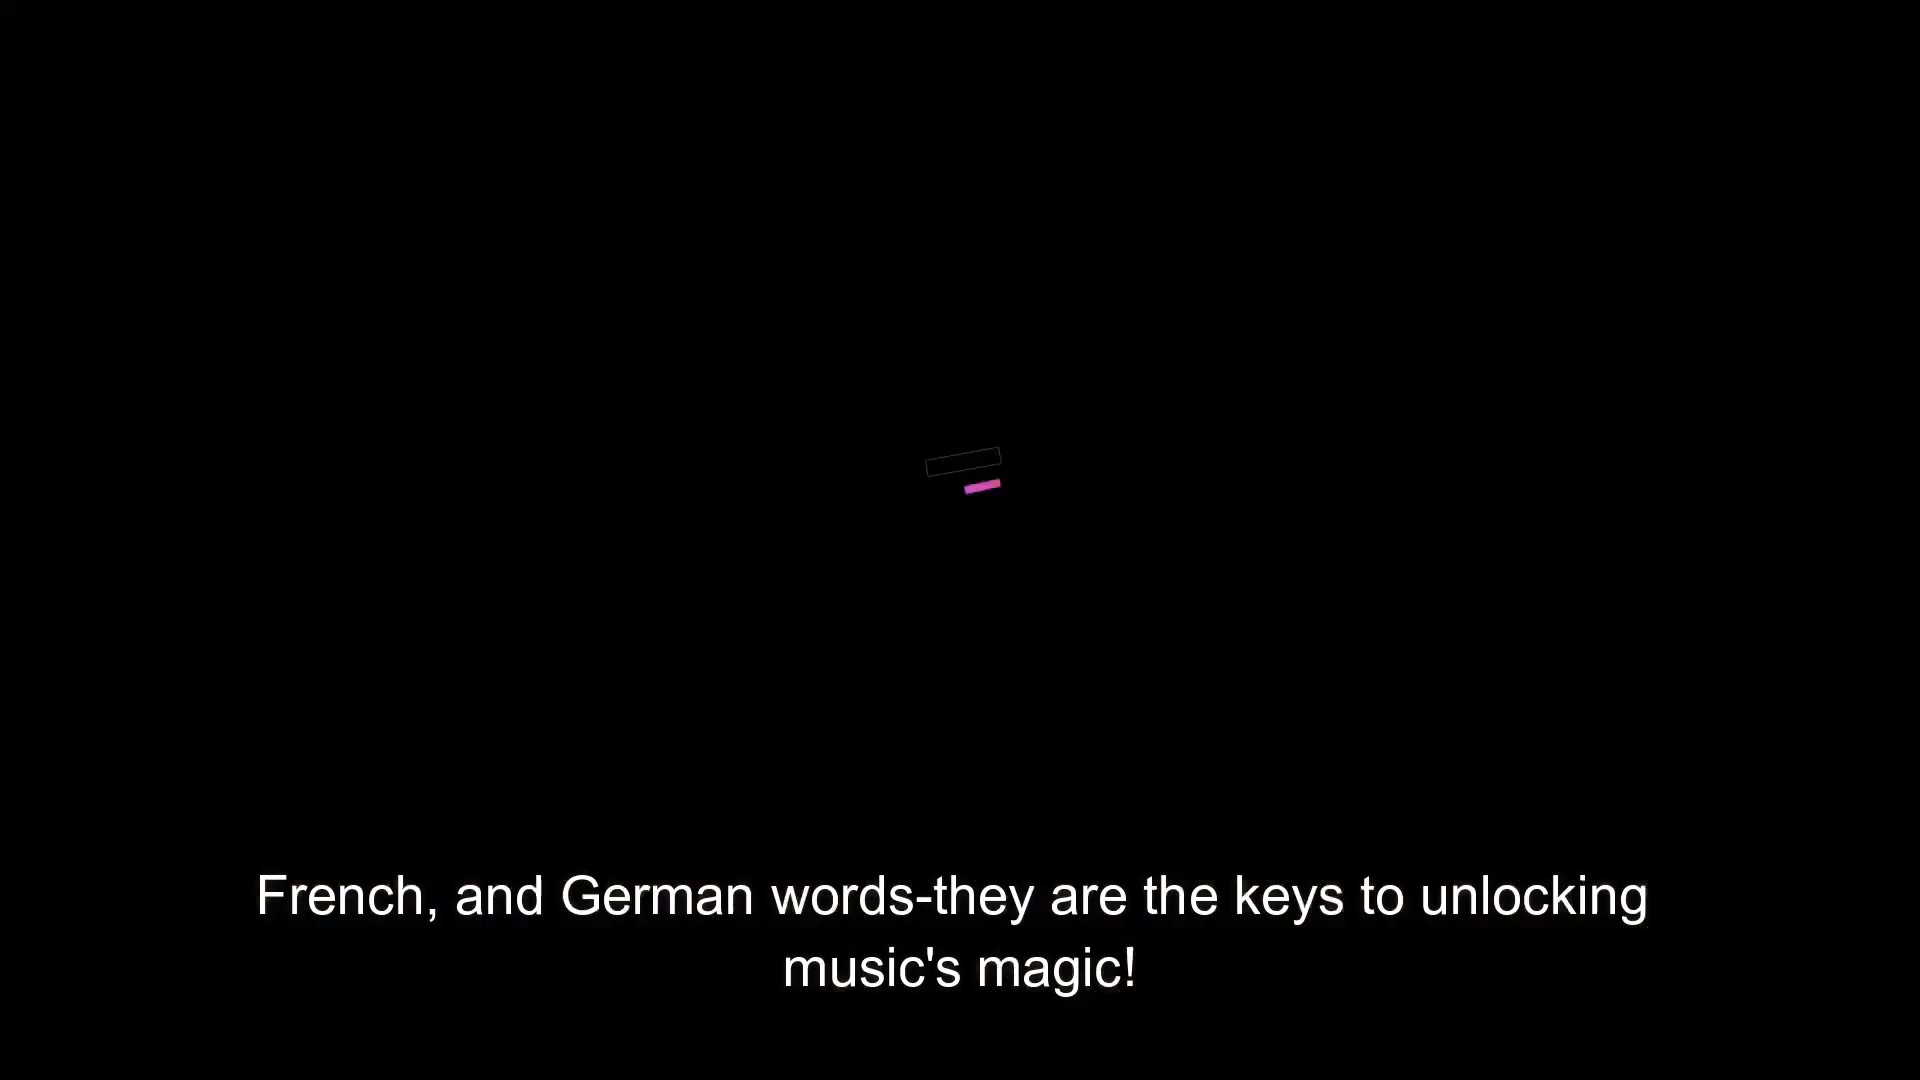 French, and German words-they are the keys to unlocking
music's magic!